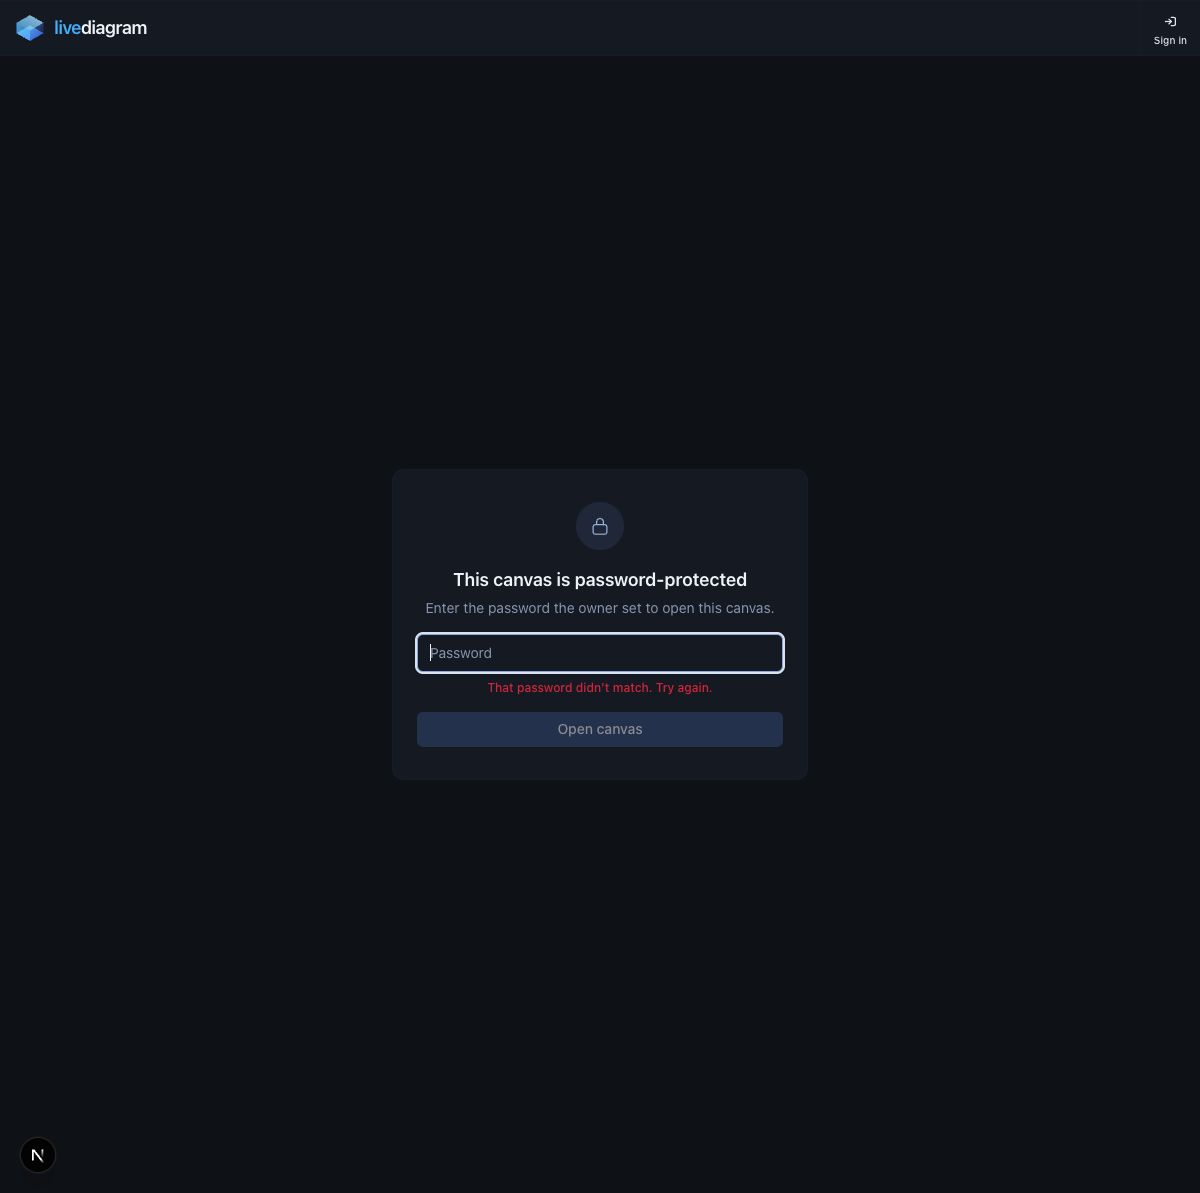 livediagram
Sign in
This canvas is password-protected
Enter the password the owner set to open this canvas.
Password
That password didn't match. Try again.
Open canvas
N